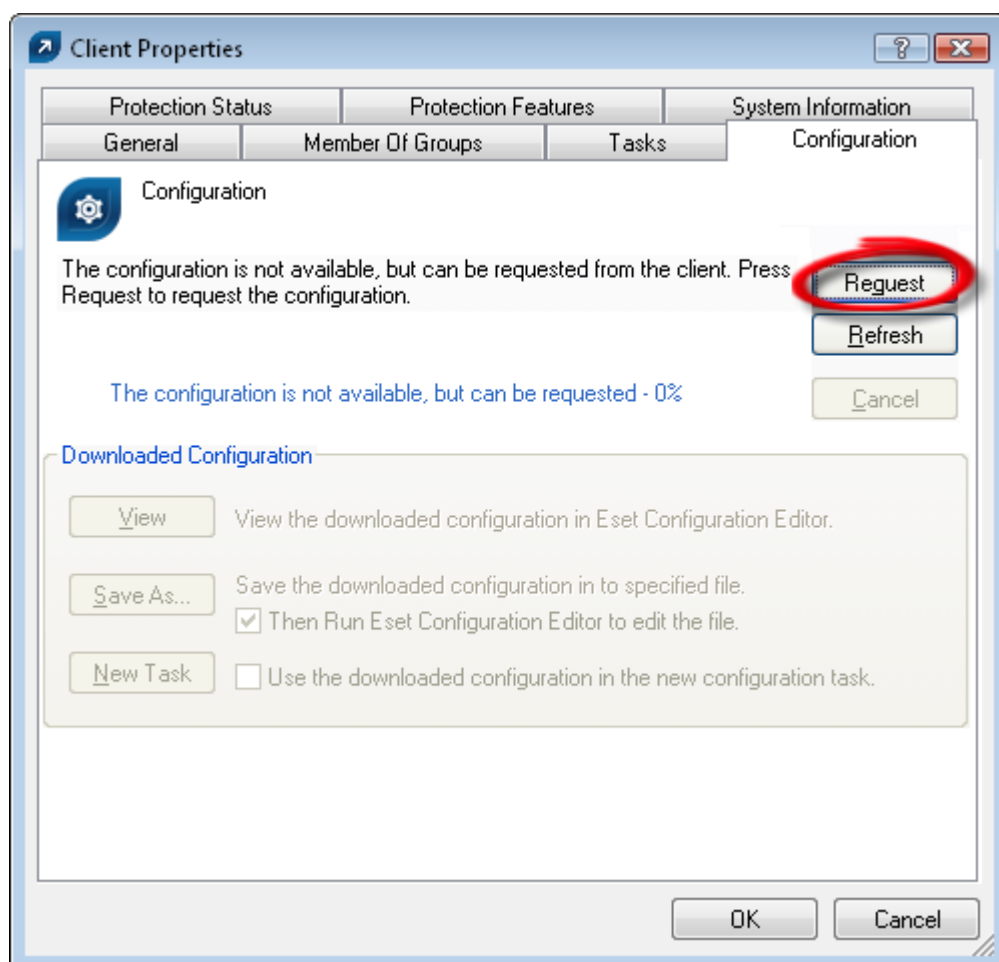 Client Properties
Protection Status Protection Features System Information
General Member Of Groups Tasks Configuration
Configuration
The configuration is not available, but can be requested from the client. Press
Request to request the configuration.
Reguest
Refresh
The configuration is not available, but can be requested - 0%
Cancel
Downloaded Configuration
View View the downloaded configuration in Eset Configuration Editor.
Save As... Save the downloaded configuration in to specified file.
Then Run Eset Configuration Editor to edit the file.
New Task Use the downloaded configuration in the new configuration task.
OK Cancel